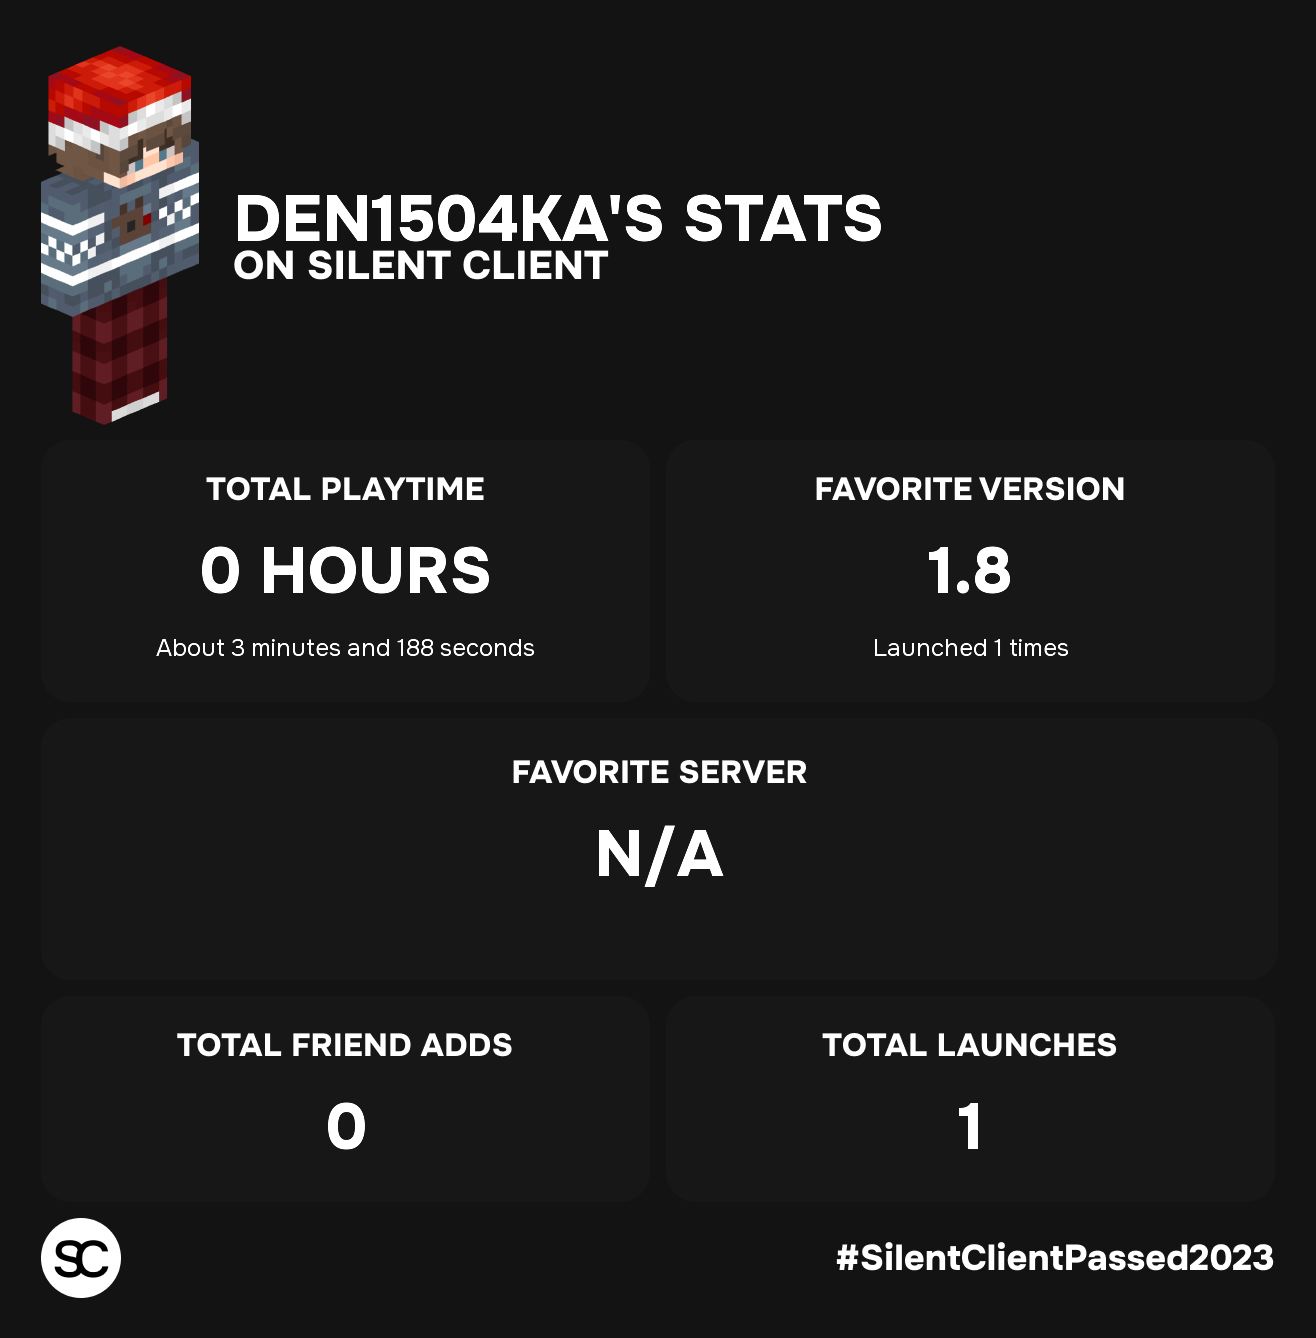 DEN1504KA'S STATS
ON SILENT CLIENT
TOTAL PLAYTIME
0 HOURS
About 3 minutes and 188 seconds
FAVORITE VERSION
1.8
Launched 1 times
FAVORITE SERVER
N/A
TOTAL FRIEND ADDS
0
TOTAL LAUNCHES
1
SC
#SilentClientPassed2023